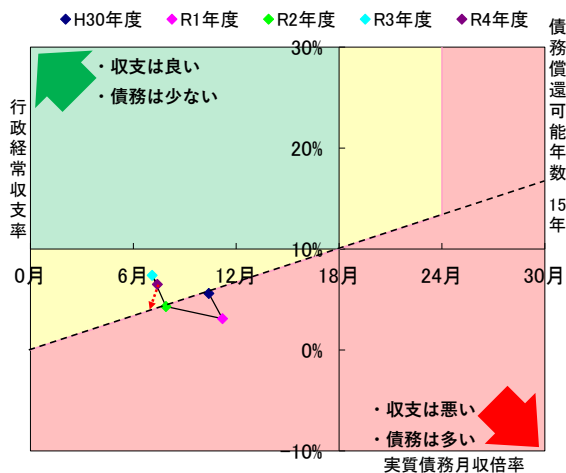 H30年度 R1年度 R2年度 R3年度 R4年度
30%
・収支は良い
・債務は少ない
行政経常収支率
債務償還可能年数 15年
20%
10%
0月 6月 12月 18月 24月 30月
0%
・収支は悪い
・債務は多い
-10%
実質債務月収倍率